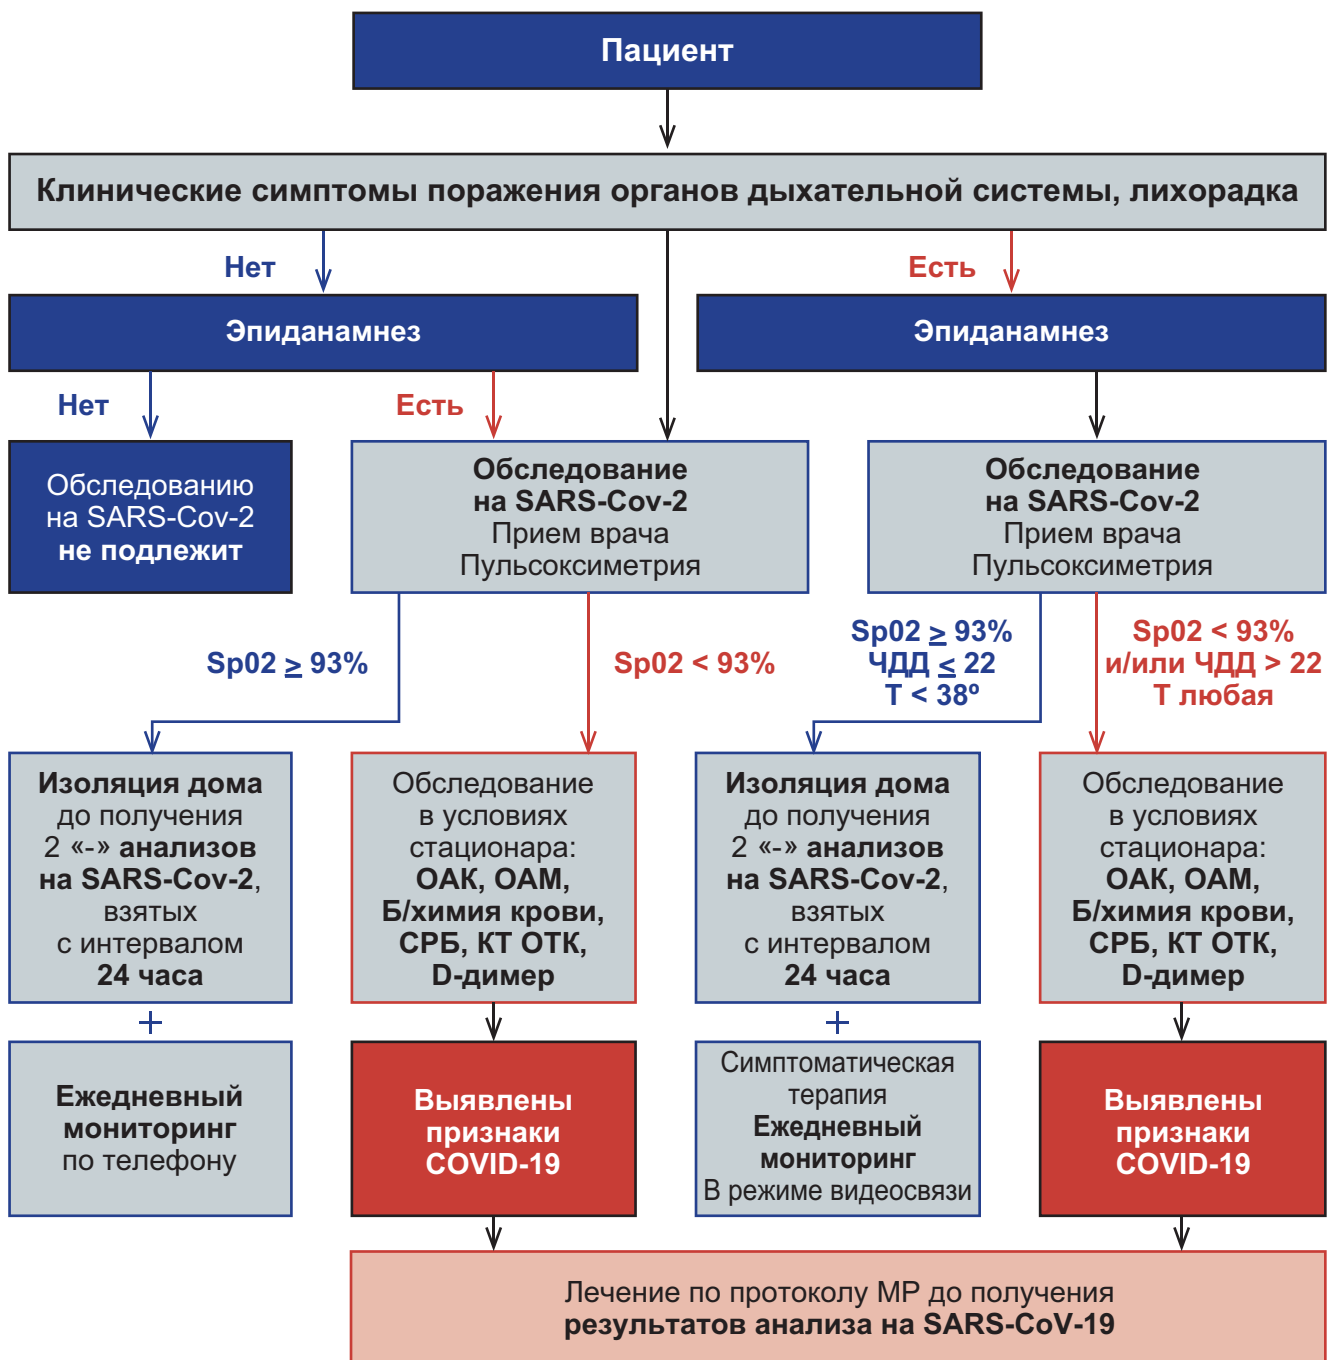 Пациент
Клинические симптомы поражения органов дыхательной системы, лихорадка
Нет
Есть
Эпиданамнез
Эпиданамнез
Нет
Есть
Обследованию
на SARS-Cov-2
не подлежит
Обследование
на SARS-Cov-2
Прием врача
Пульсоксиметрия
Обследование
на SARS-Cov-2
Прием врача
Пульсоксиметрия
Sp02 ≥ 93%
Sp02 < 93%
Sp02 ≥ 93%
ЧДД ≤ 22
T < 38º
Sp02 < 93%
и/или ЧДД > 22
Т любая
Изоляция дома
до получения
2 «-» анализов
на SARS-Cov-2,
взятых
с интервалом
24 часа
Обследование
в условиях
стационара:
ОАК, ОАМ,
Б/химия крови,
СРБ, КТ ОТК,
D-димер
Изоляция дома
до получения
2 «-» анализов
на SARS-Cov-2,
взятых
с интервалом
24 часа
Обследование
в условиях
стационара:
ОАК, ОАМ,
Б/химия крови,
СРБ, КТ ОТК,
D-димер
+
+
Ежедневный
мониторинг
по телефону
Выявлены
признаки
COVID-19
Симптоматическая
терапия
Ежедневный
мониторинг
В режиме видеосвязи
Выявлены
признаки
COVID-19
Лечение по протоколу МР до получения
результатов анализа на SARS-CoV-19